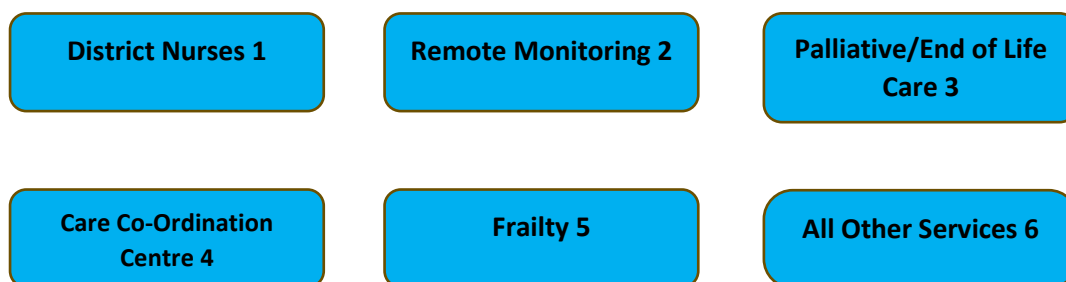 District Nurses 1
Remote Monitoring 2
Palliative/End of Life
Care 3
Care Co-Ordination
Centre 4
Frailty 5
All Other Services 6